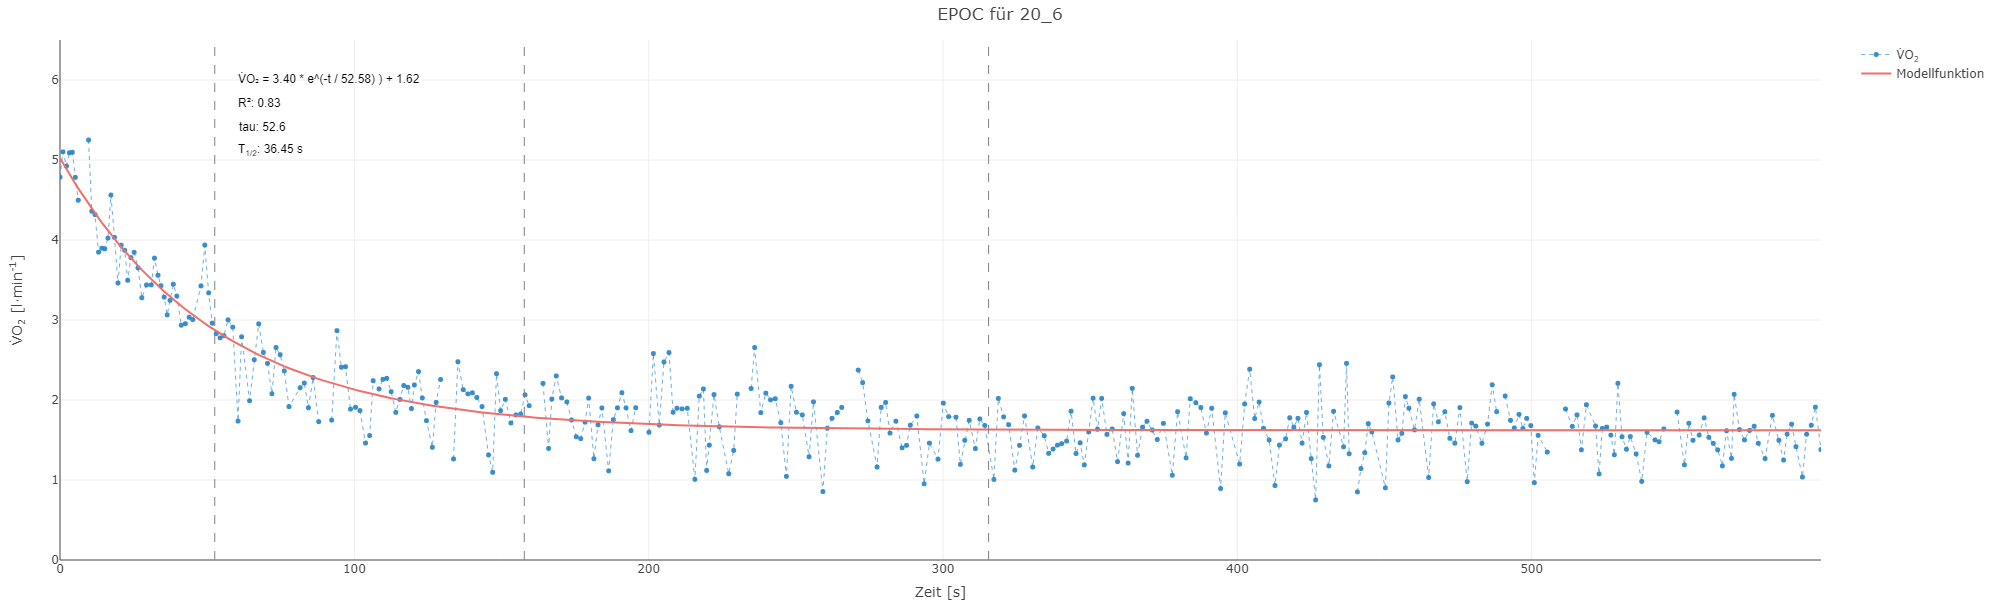 EPOC für 20_6
V̇O₂ = 3.40 * e^(-t / 52.58) ) + 1.62
R²: 0.83
tau: 52.6
T₁/₂: 36.45 s
V̇O₂
Modellfunktion
V̇O₂ [l·min⁻¹]
6
5
4
3
2
1
0
0 100 200 300 400 500
Zeit [s]